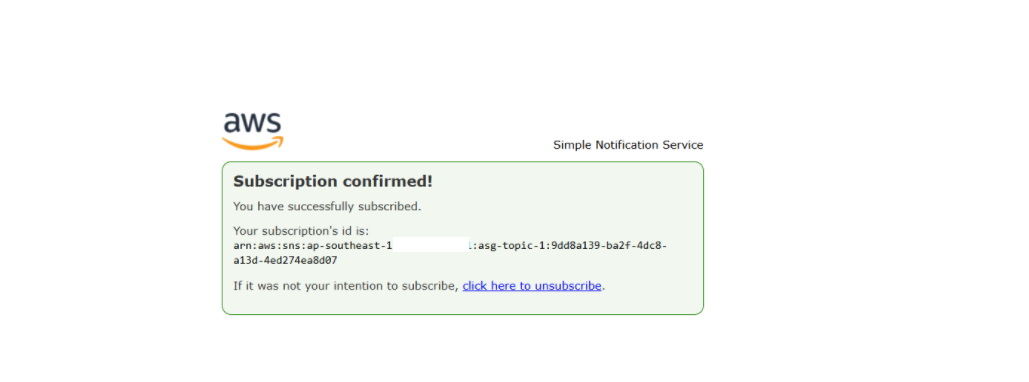 aws
Simple Notification Service
Subscription confirmed!
You have successfully subscribed.
Your subscription's id is:
arn:aws:sns:ap-southeast-1 :asg-topic-1:9dd8a139-ba2f-4dc8-
a13d-4ed274ea8d07
If it was not your intention to subscribe, click here to unsubscribe.